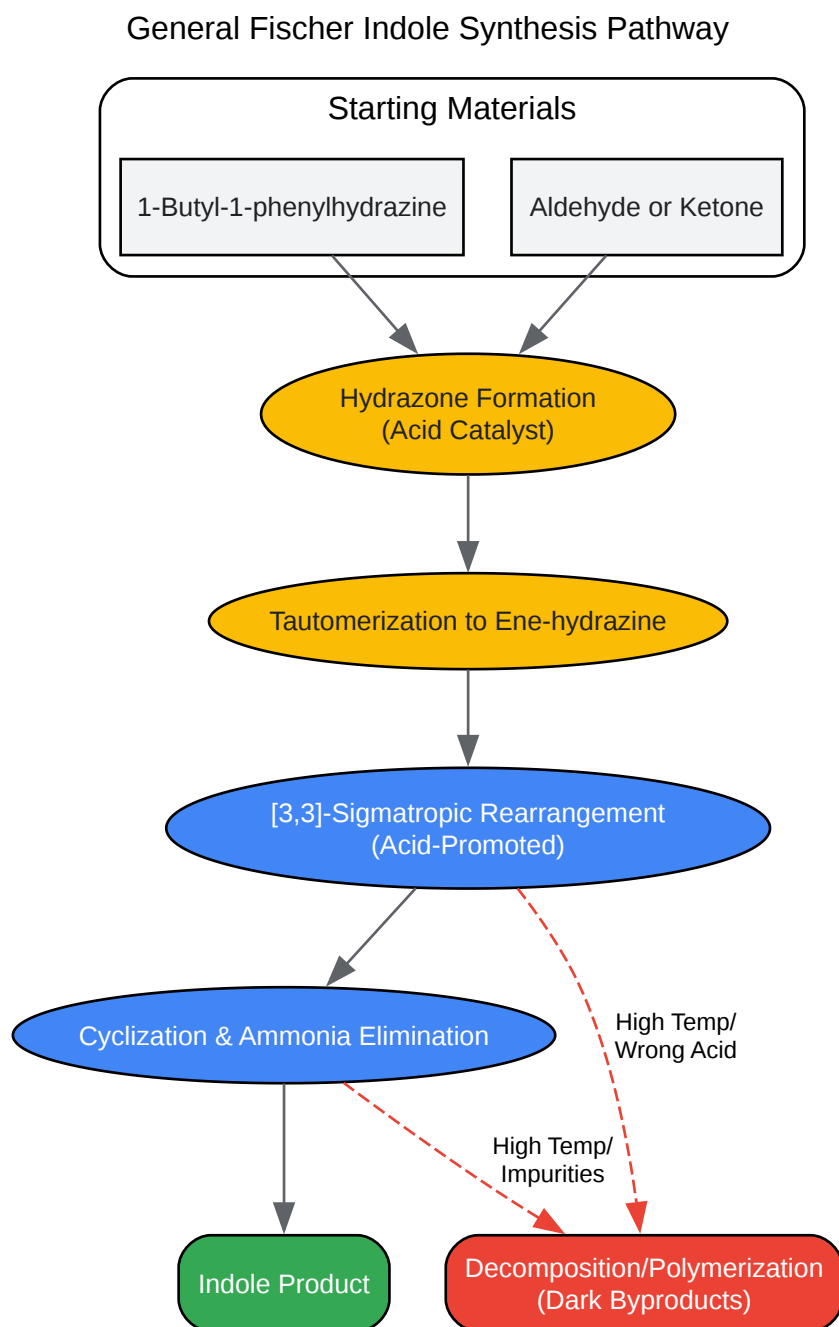 General Fischer Indole Synthesis Pathway
Starting Materials
1-Butyl-1-phenylhydrazine
Aldehyde or Ketone
Hydrazone Formation
(Acid Catalyst)
Tautomerization to Ene-hydrazine
[3,3]-Sigmatropic Rearrangement
(Acid-Promoted)
Cyclization & Ammonia Elimination
High Temp/
Wrong Acid
High Temp/
Impurities
Indole Product
Decomposition/Polymerization
(Dark Byproducts)